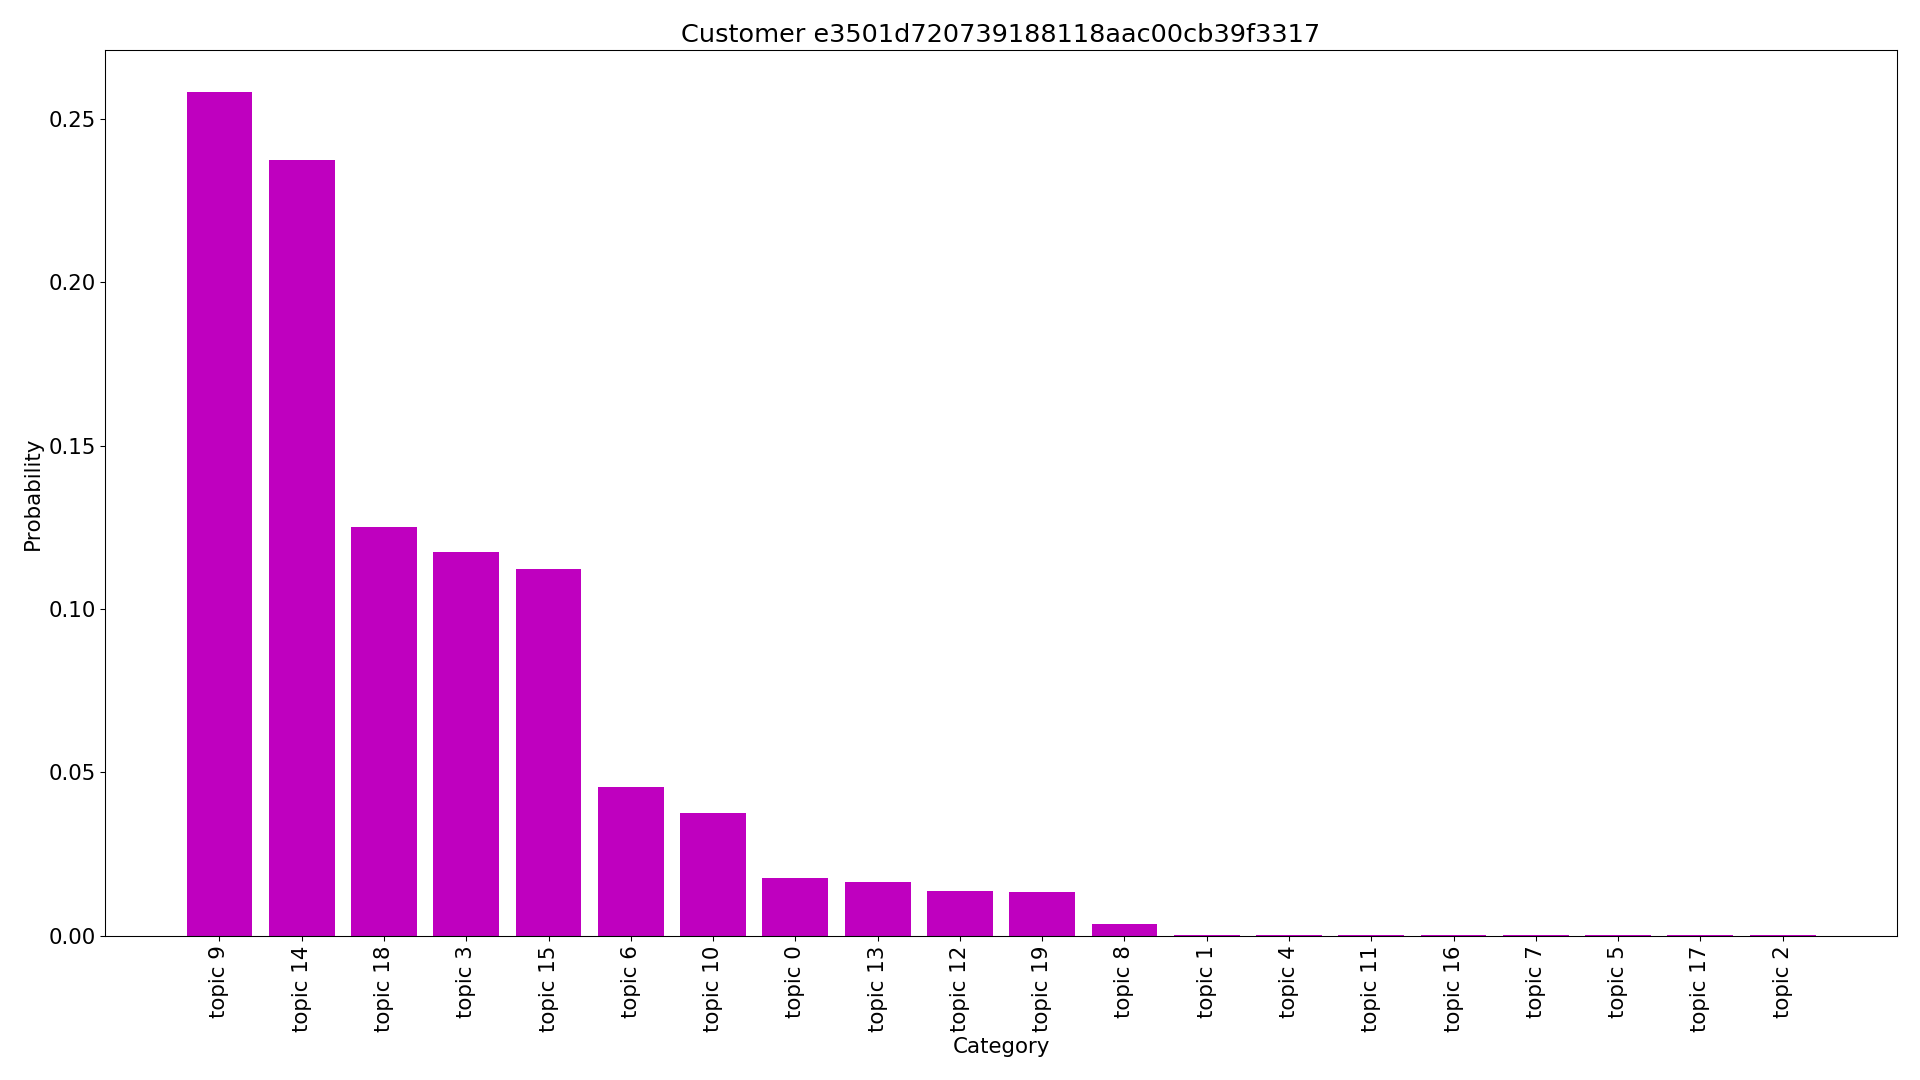 Customer e3501d720739188118aac00cb39f3317
Probability
0.25
0.20
0.15
0.10
0.05
0.00
topic 9
topic 14
topic 18
topic 3
topic 15
topic 6
topic 10
topic 0
topic 13
topic 12
topic 19
topic 8
topic 1
topic 4
topic 11
topic 16
topic 7
topic 5
topic 17
topic 2
Category